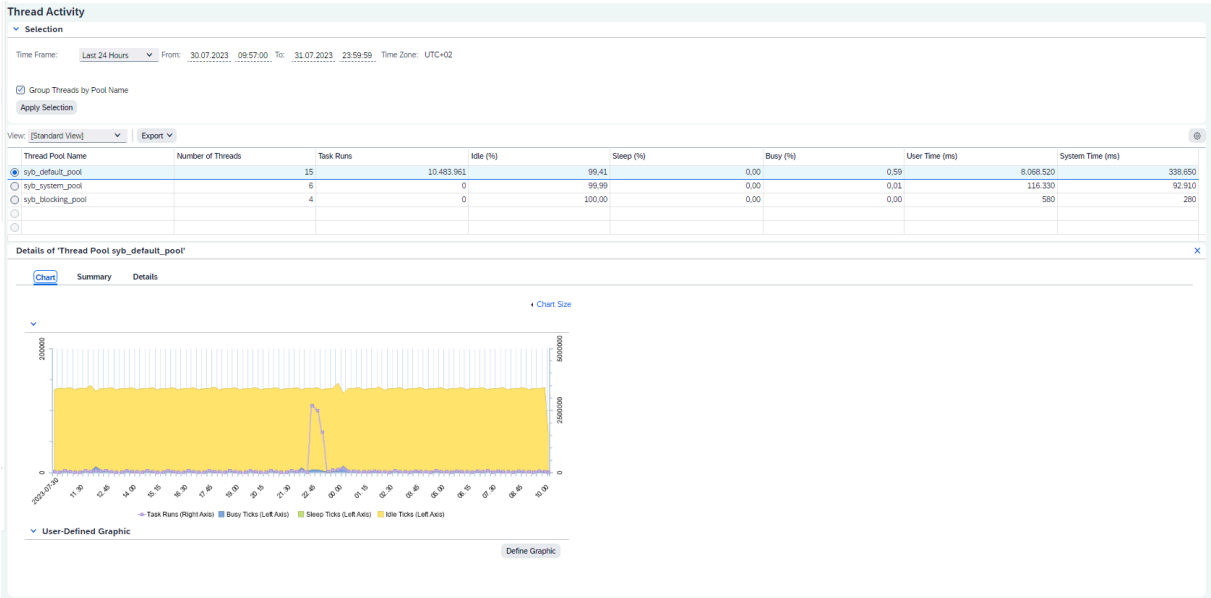 Thread Activity
Selection
Time Frame: Last 24 Hours From: 30.07.2023 09:57:00 To: 31.07.2023 23:59:59 Time Zone: UTC+02
Group Threads by Pool Name
Apply Selection
View: [Standard View] Export
Thread Pool Name Number of Threads Task Runs Idle (%) Sleep (%) Busy (%) User Time (ms) System Time (ms)
syb_default_pool 15 10.483.961 99,41 0,00 0,59 8.068.520 338.650
syb_system_pool 6 0 99,99 0,00 0,01 116.330 92.910
syb_blocking_pool 4 0 100,00 0,00 0,00 580 280
Details of 'Thread Pool syb_default_pool'
Chart Summary Details
Chart Size
200000 5000000
2500000
0 0
2023-07-30 11.30 12.45 14.00 15.15 16.30 17.45 19.00 20.15 21.30 22.45 00.00 01.15 02.30 03.45 05.00 06.15 07.30 08.45 10.00
Task Runs (Right Axis) Busy Ticks (Left Axis) Sleep Ticks (Left Axis) Idle Ticks (Left Axis)
User-Defined Graphic
Define Graphic